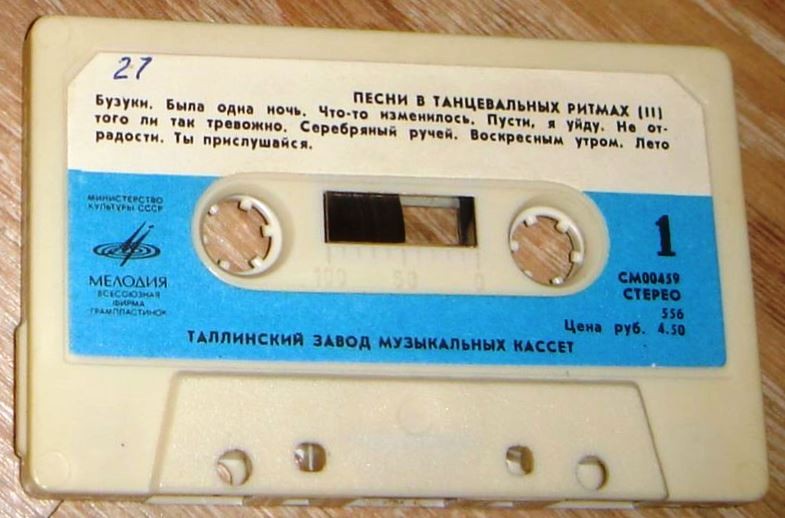 27
ПЕСНИ В ТАНЦЕВАЛЬНЫХ РИТМАХ (II)
Бузуки. Была одна ночь. Что-то изменилось. Пусти, я уйду. Не от-
того ли так тревожно. Серебряный ручей. Воскресным утром. Лето
радости. Ты прислушайся.
МИНИСТЕРСТВО
КУЛЬТУРЫ СССР
МЕЛОДИЯ
ВСЕСОЮЗНАЯ
ФИРМА
ГРАМПЛАСТИНОК
100 50 0
1
СМ00459
СТЕРЕО
556
Цена руб. 4.50
ТАЛЛИНСКИЙ ЗАВОД МУЗЫКАЛЬНЫХ КАССЕТ